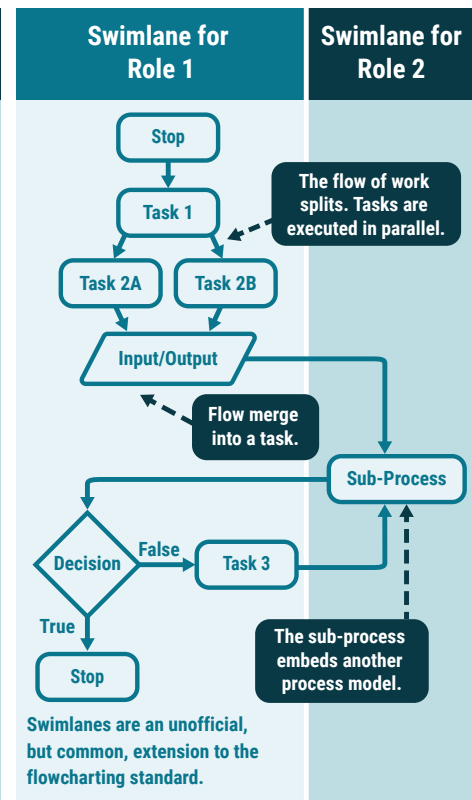 Swimlane for
Role 1
Swimlane for
Role 2
Stop
Task 1
The flow of work
splits. Tasks are
executed in parallel.
Task 2A
Task 2B
Input/Output
Flow merge
into a task.
Sub-Process
Decision
False
Task 3
True
Stop
The sub-process
embeds another
process model.
Swimlanes are an unofficial,
but common, extension to the
flowcharting standard.